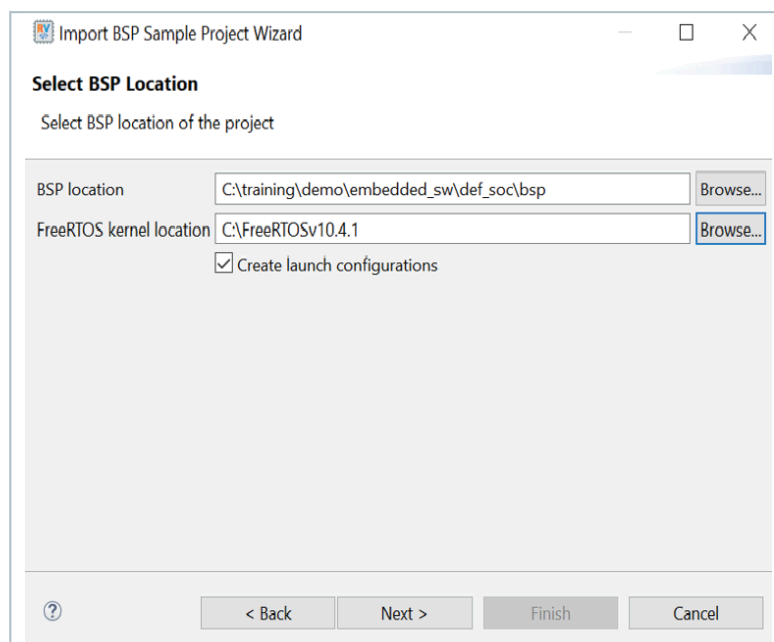 Import BSP Sample Project Wizard
Select BSP Location
Select BSP location of the project
BSP location C:\training\demo\embedded_sw\def_soc\bsp Browse...
FreeRTOS kernel location C:\FreeRTOSv10.4.1 Browse...
Create launch configurations
? < Back Next > Finish Cancel